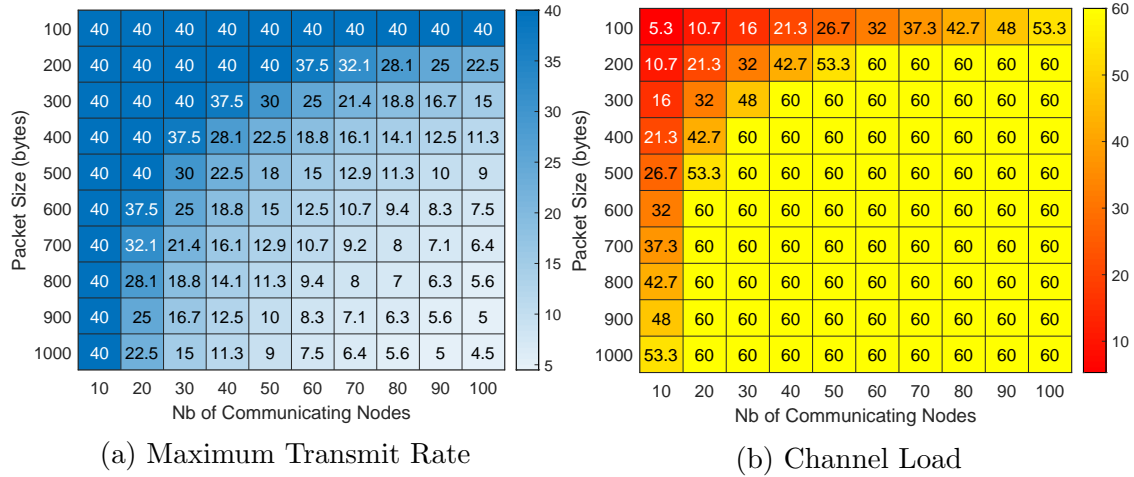 100 40 40 40 40 40 40 40 40 40 40
200 40 40 40 40 40 37.5 32.1 28.1 25 22.5
300 40 40 40 37.5 30 25 21.4 18.8 16.7 15
400 40 40 37.5 28.1 22.5 18.8 16.1 14.1 12.5 11.3
500 40 40 30 22.5 18 15 12.9 11.3 10 9
600 40 37.5 25 18.8 15 12.5 10.7 9.4 8.3 7.5
700 40 32.1 21.4 16.1 12.9 10.7 9.2 8 7.1 6.4
800 40 28.1 18.8 14.1 11.3 9.4 8 7 6.3 5.6
900 40 25 16.7 12.5 10 8.3 7.1 6.3 5.6 5
1000 40 22.5 15 11.3 9 7.5 6.4 5.6 5 4.5
10 20 30 40 50 60 70 80 90 100
Nb of Communicating Nodes
Packet Size (bytes)
40
35
30
25
20
15
10
5
(a) Maximum Transmit Rate
100 5.3 10.7 16 21.3 26.7 32 37.3 42.7 48 53.3
200 10.7 21.3 32 42.7 53.3 60 60 60 60 60
300 16 32 48 60 60 60 60 60 60 60
400 21.3 42.7 60 60 60 60 60 60 60 60
500 26.7 53.3 60 60 60 60 60 60 60 60
600 32 60 60 60 60 60 60 60 60 60
700 37.3 60 60 60 60 60 60 60 60 60
800 42.7 60 60 60 60 60 60 60 60 60
900 48 60 60 60 60 60 60 60 60 60
1000 53.3 60 60 60 60 60 60 60 60 60
10 20 30 40 50 60 70 80 90 100
Nb of Communicating Nodes
Packet Size (bytes)
60
50
40
30
20
10
(b) Channel Load